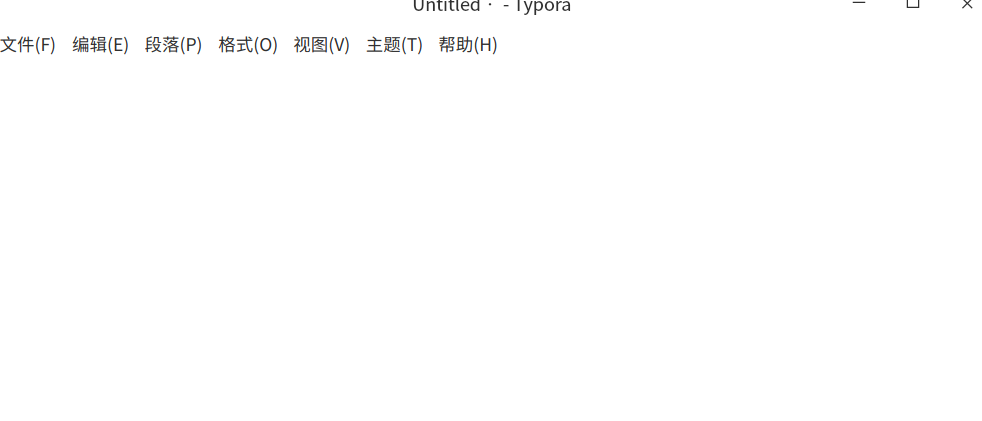 Untitled · - Typora
文件(F) 编辑(E) 段落(P) 格式(O) 视图(V) 主题(T) 帮助(H)